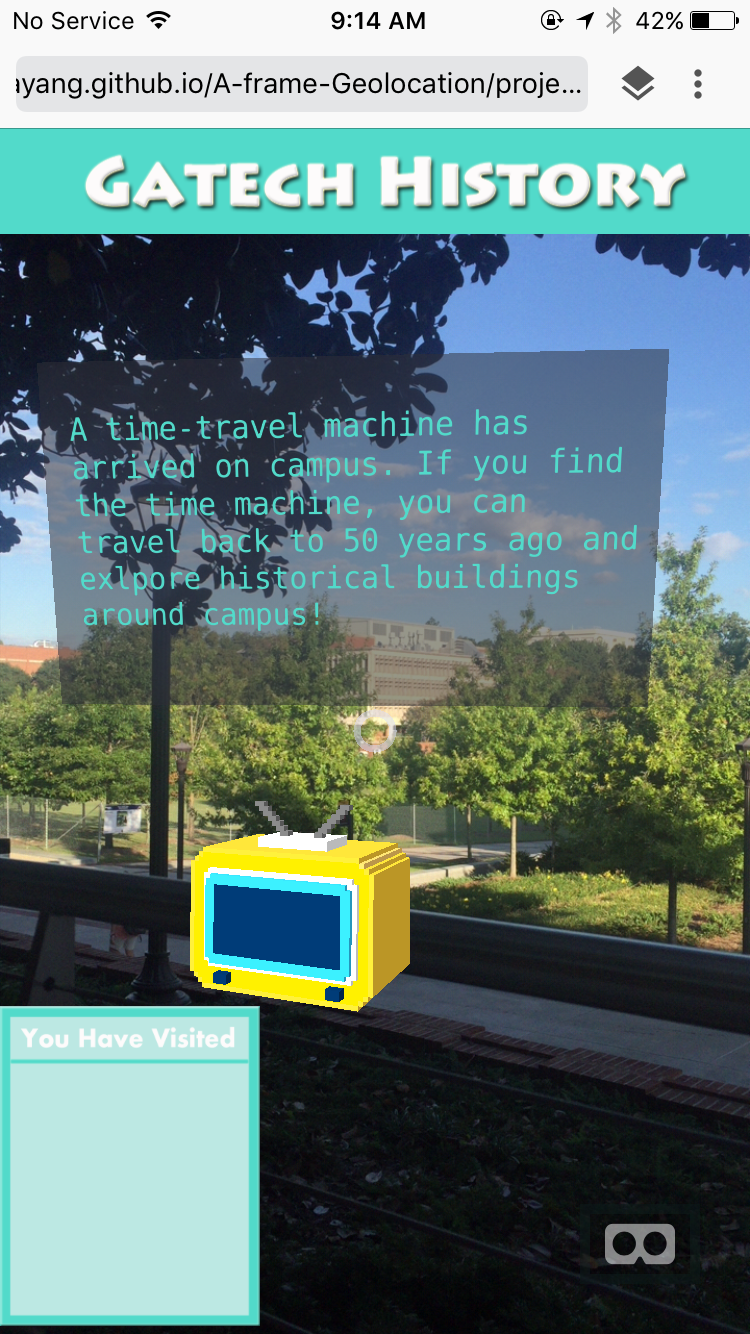 No Service 9:14 AM 42%
ayang.github.io/A-frame-Geolocation/proje...
GATECH HISTORY
A time-travel machine has
arrived on campus. If you find
the time machine, you can
travel back to 50 years ago and
exlpore historical buildings
around campus!
You Have Visited